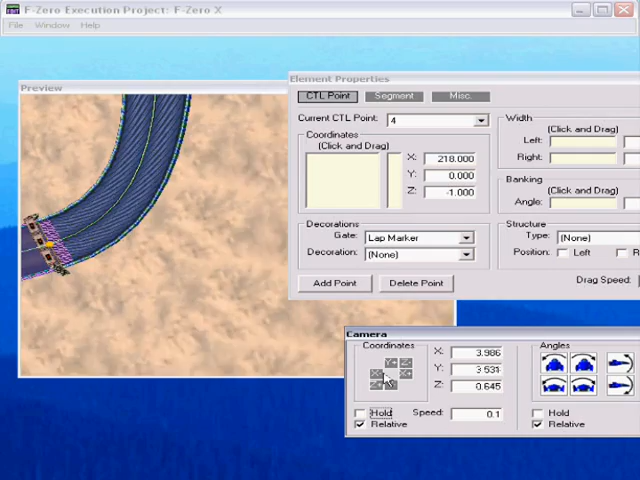 F-Zero Execution Project: F-Zero X
File Window Help
Preview
Element Properties
CTL Point Segment Misc.
Current CTL Point: 4
Coordinates
(Click and Drag)
X: 218.000
Y: 0.000
Z: -1.000
Decorations
Gate: Lap Marker
Decoration: (None)
Add Point Delete Point
Width
(Click and Drag)
Left:
Right:
Banking
(Click and Drag)
Angle:
Structure
Type: (None)
Position: Left R
Drag Speed:
Camera
Coordinates
Y+ Z-
X- X+
Z+ Y-
X: 3.986
Y: 3.531
Z: 0.645
Hold Speed: 0.1
Relative
Angles
Hold
Relative